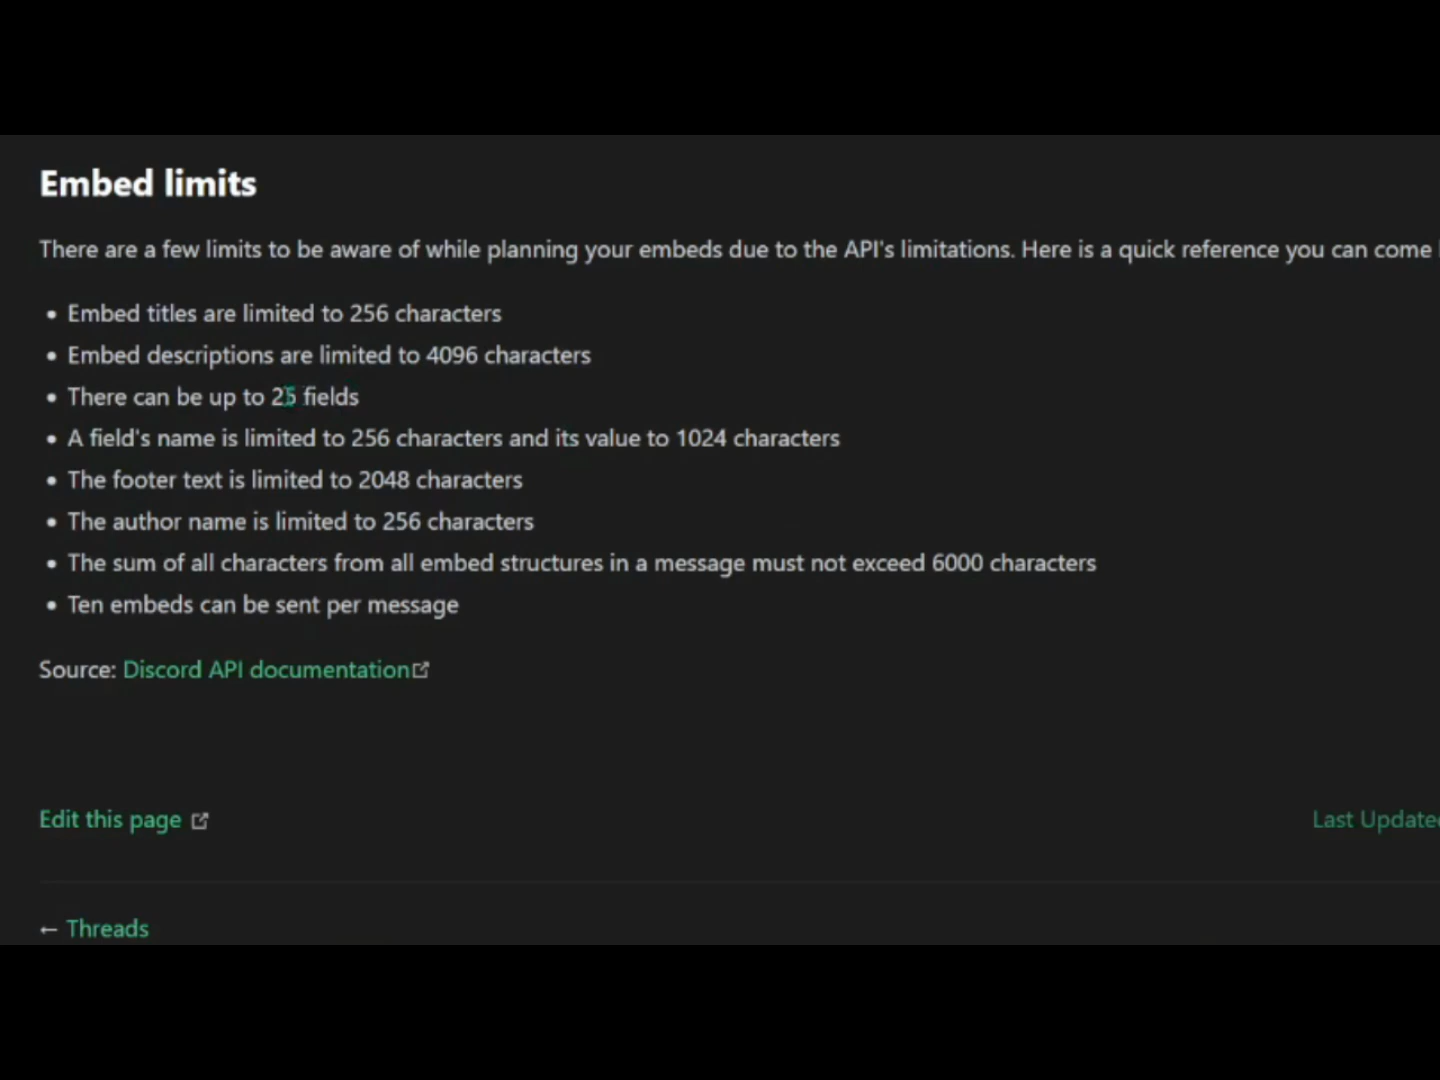 Embed limits
There are a few limits to be aware of while planning your embeds due to the API's limitations. Here is a quick reference you can come
• Embed titles are limited to 256 characters
• Embed descriptions are limited to 4096 characters
• There can be up to 25 fields
• A field's name is limited to 256 characters and its value to 1024 characters
• The footer text is limited to 2048 characters
• The author name is limited to 256 characters
• The sum of all characters from all embed structures in a message must not exceed 6000 characters
• Ten embeds can be sent per message
Source: Discord API documentation
Edit this page
Last Update
← Threads